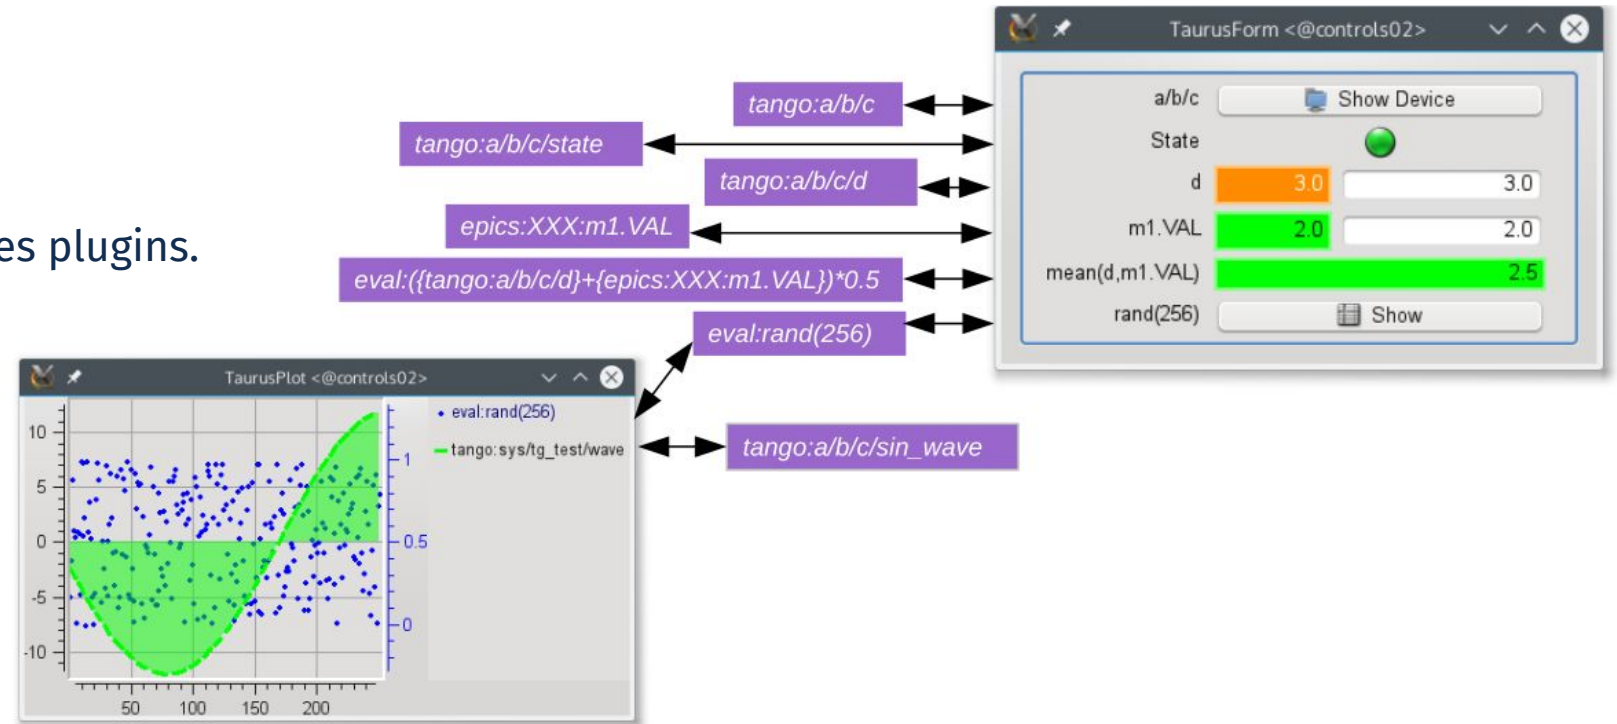 TaurusForm <@controls02>
tango:a/b/c
a/b/c
Show Device
tango:a/b/c/state
State
tango:a/b/c/d
d
3.0
3.0
epics:XXX:m1.VAL
m1.VAL
2.0
2.0
es plugins.
eval:({tango:a/b/c/d}+{epics:XXX:m1.VAL})*0.5
mean(d,m1.VAL)
2.5
eval:rand(256)
rand(256)
Show
TaurusPlot <@controls02>
eval:rand(256)
tango:sys/tg_test/wave
tango:a/b/c/sin_wave
10
5
0
-5
-10
1
0.5
0
50 100 150 200